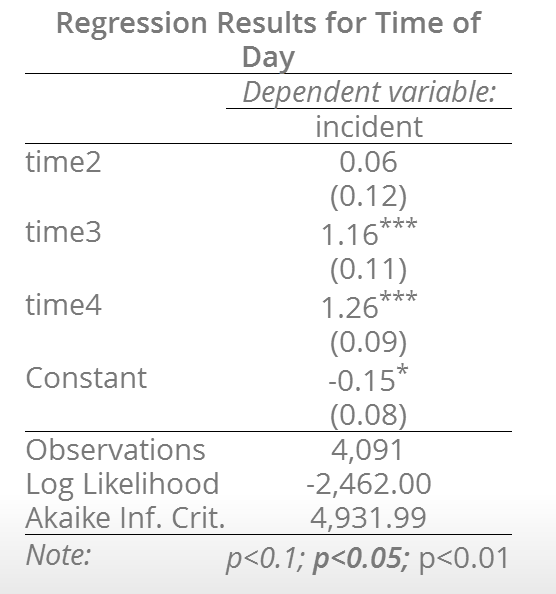 Regression Results for Time of
Day
Dependent variable:
incident
time2 0.06
(0.12)
time3 1.16***
(0.11)
time4 1.26***
(0.09)
Constant -0.15*
(0.08)
Observations 4,091
Log Likelihood -2,462.00
Akaike Inf. Crit. 4,931.99
Note: p<0.1; p<0.05; p<0.01